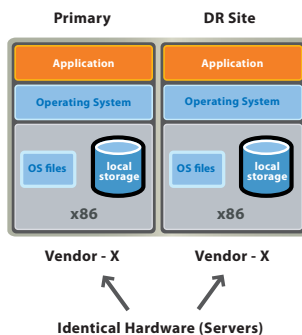 Primary DR Site
Application Application
Operating System Operating System
OS files local storage OS files local storage
x86 x86
Vendor - X Vendor - X
Identical Hardware (Servers)